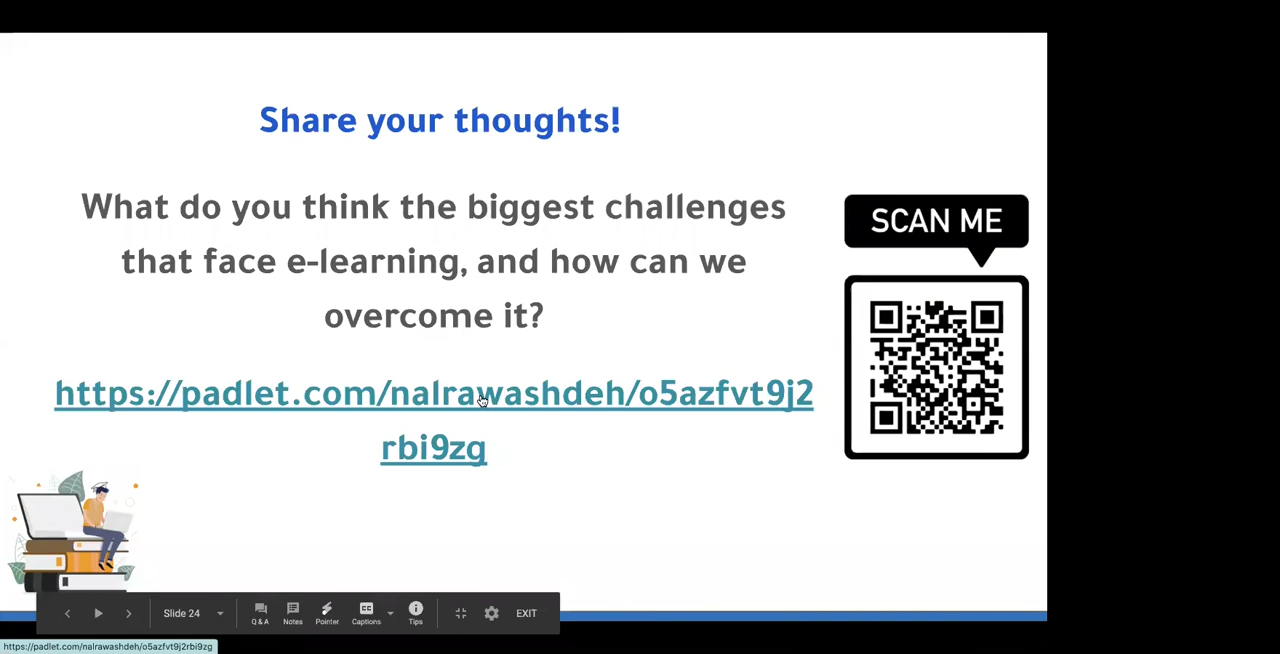 Share your thoughts!
What do you think the biggest challenges
that face e-learning, and how can we
overcome it?
https://padlet.com/nalrawashdeh/o5azfvt9j2
rbi9zg
SCAN ME
Slide 24
Q & A
Notes
Pointer
CC
Captions
Tips
EXIT
https://padlet.com/nalrawashdeh/o5azfvt9j2rbi9zg